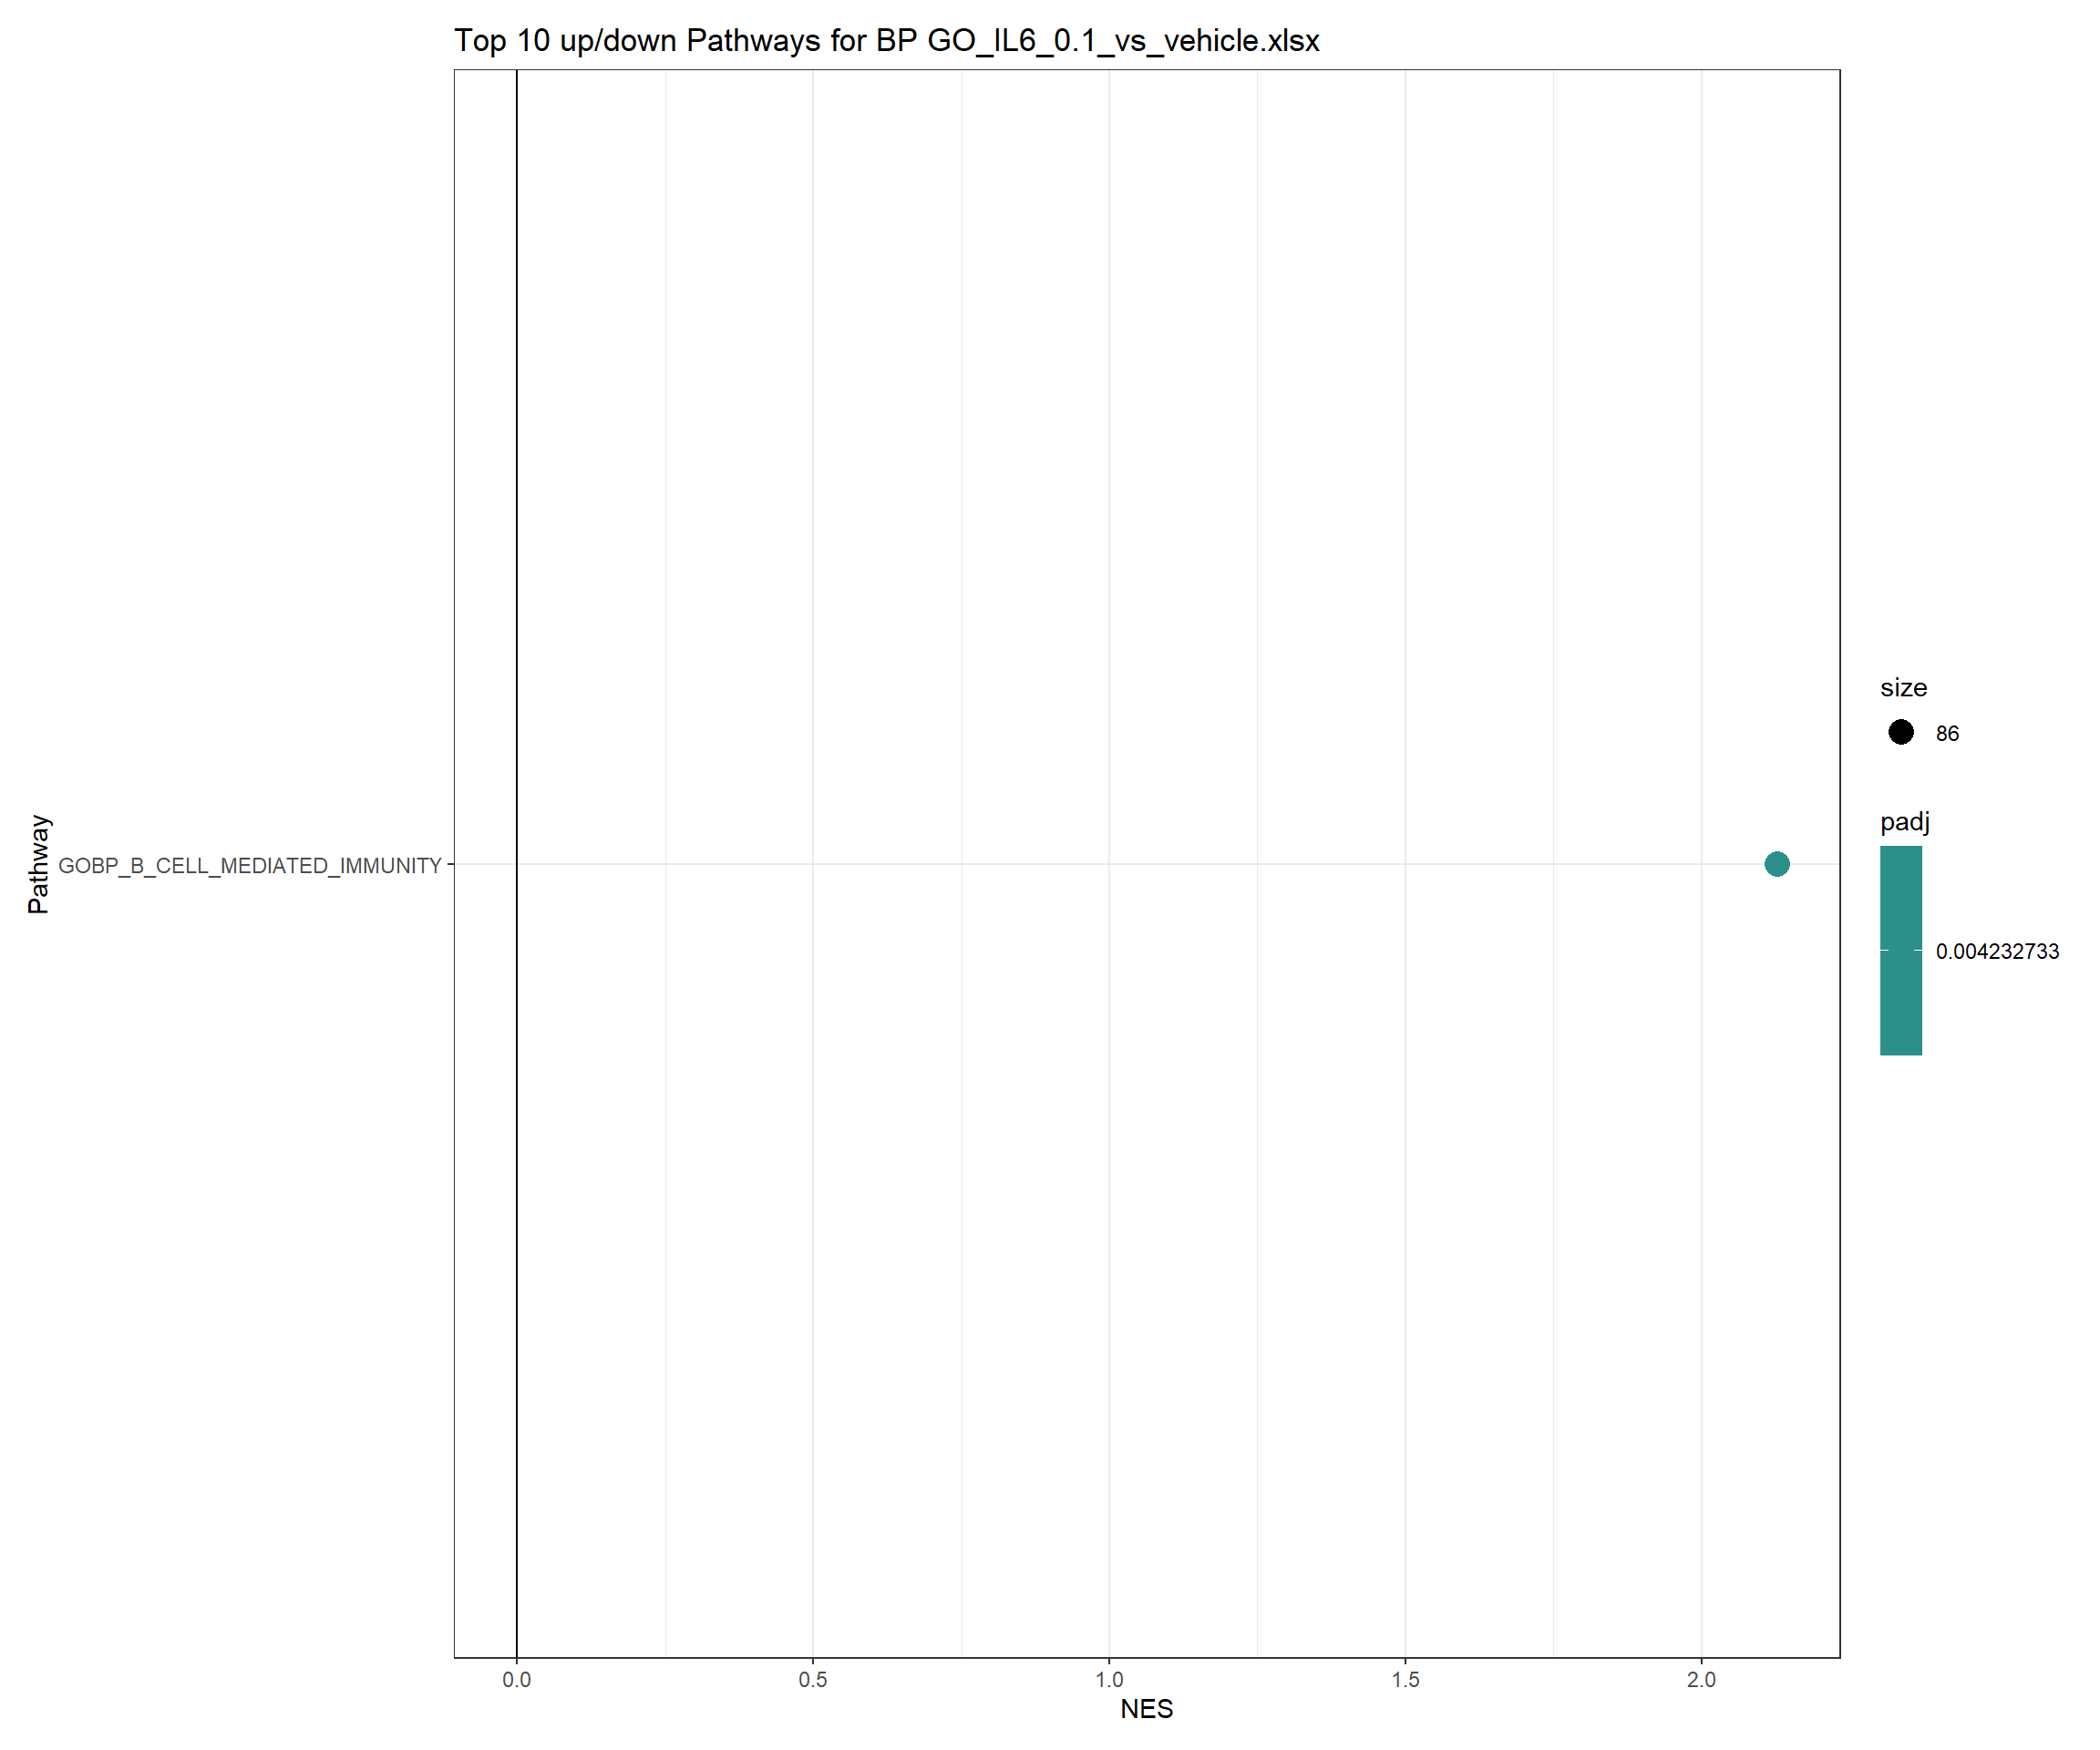 Top 10 up/down Pathways for BP GO_IL6_0.1_vs_vehicle.xlsx
Pathway
GOBP_B_CELL_MEDIATED_IMMUNITY
0.0
0.5
1.0
1.5
2.0
NES
size
86
padj
0.004232733